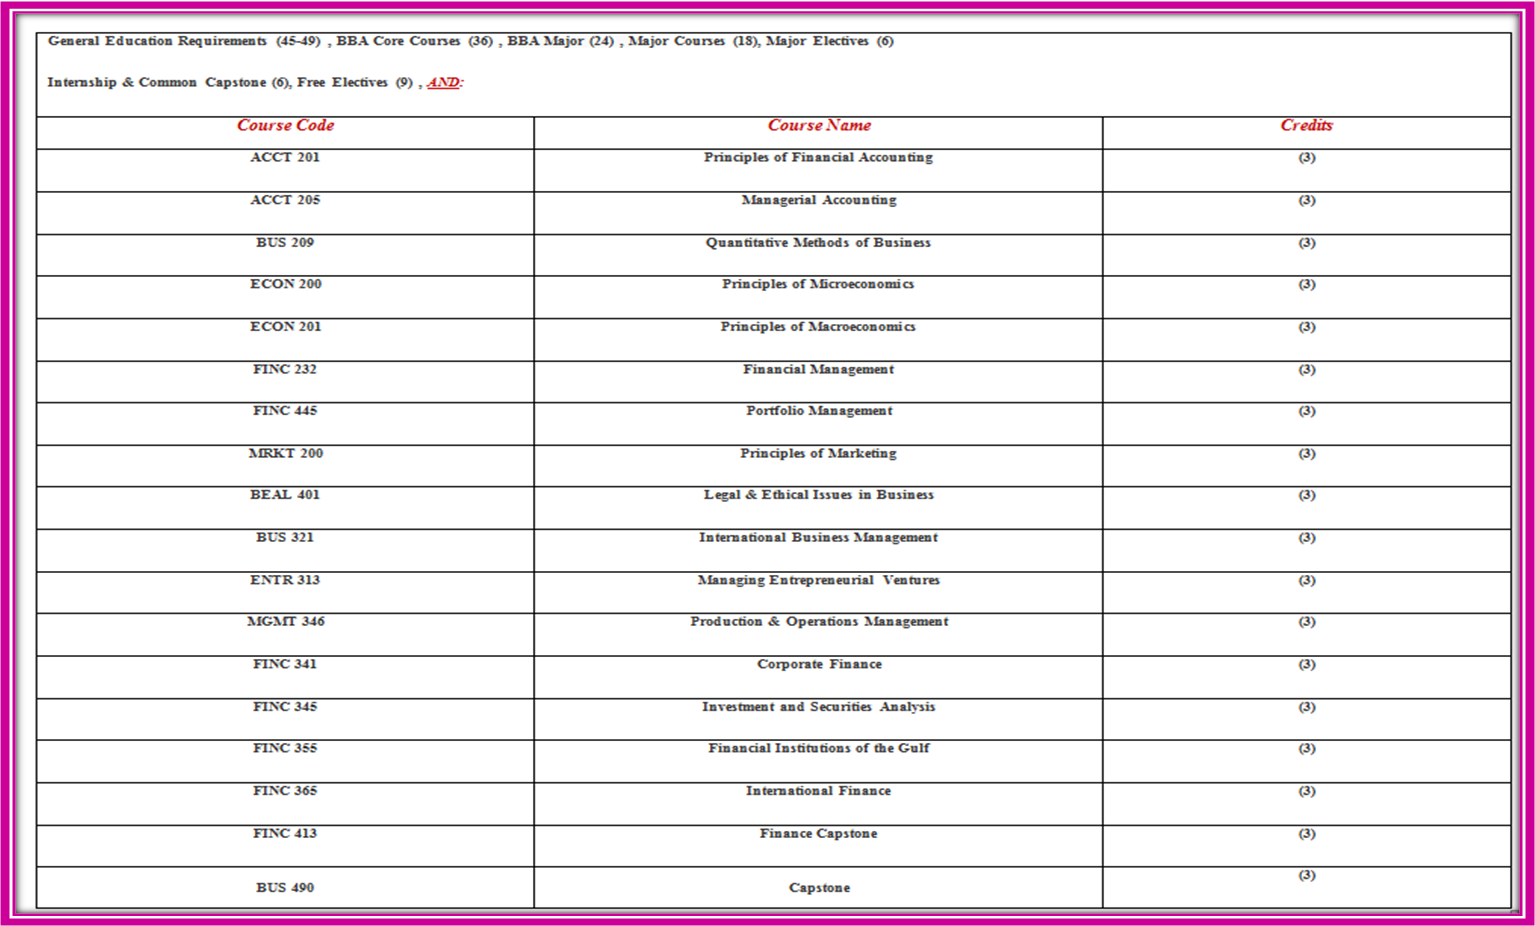 General Education Requirements (45-49) , BBA Core Courses (36) , BBA Major (24) , Major Courses (18), Major Electives (6)
Internship & Common Capstone (6), Free Electives (9) , AND:
Course Code Course Name Credits
ACCT 201 Principles of Financial Accounting (3)
ACCT 205 Managerial Accounting (3)
BUS 209 Quantitative Methods of Business (3)
ECON 200 Principles of Microeconomics (3)
ECON 201 Principles of Macroeconomics (3)
FINC 232 Financial Management (3)
FINC 445 Portfolio Management (3)
MRKT 200 Principles of Marketing (3)
BEAL 401 Legal & Ethical Issues in Business (3)
BUS 321 International Business Management (3)
ENTR 313 Managing Entrepreneurial Ventures (3)
MGMT 346 Production & Operations Management (3)
FINC 341 Corporate Finance (3)
FINC 345 Investment and Securities Analysis (3)
FINC 355 Financial Institutions of the Gulf (3)
FINC 365 International Finance (3)
FINC 413 Finance Capstone (3)
BUS 490 Capstone (3)